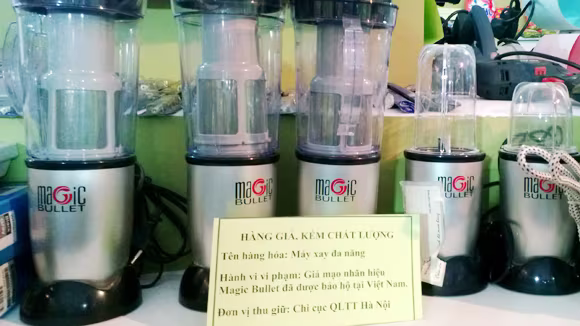 magic
BULLET
magic
BULLET
magic
BULLET
magic
BULLET
magic
BULLET
HÀNG GIẢ, KÉM CHẤT LƯỢNG
Tên hàng hóa: Máy xay đa năng
Hành vi vi phạm: Giả mạo nhãn hiệu
Magic Bullet đã được bảo hộ tại Việt Nam.
Đơn vị thu giữ: Chi cục QLTT Hà Nội